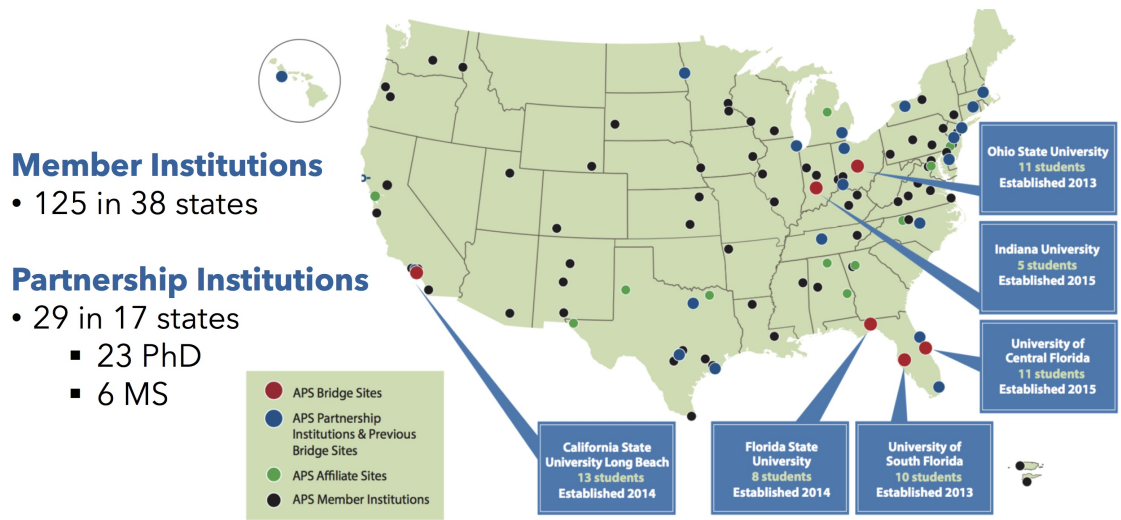 Member Institutions
• 125 in 38 states
Partnership Institutions
• 29 in 17 states
▪ 23 PhD
▪ 6 MS
APS Bridge Sites
APS Partnership
Institutions & Previous
Bridge Sites
APS Affiliate Sites
APS Member Institutions
Ohio State University
11 students
Established 2013
Indiana University
5 students
Established 2015
University of
Central Florida
11 students
Established 2015
California State
University Long Beach
13 students
Established 2014
Florida State
University
8 students
Established 2014
University of
South Florida
10 students
Established 2013